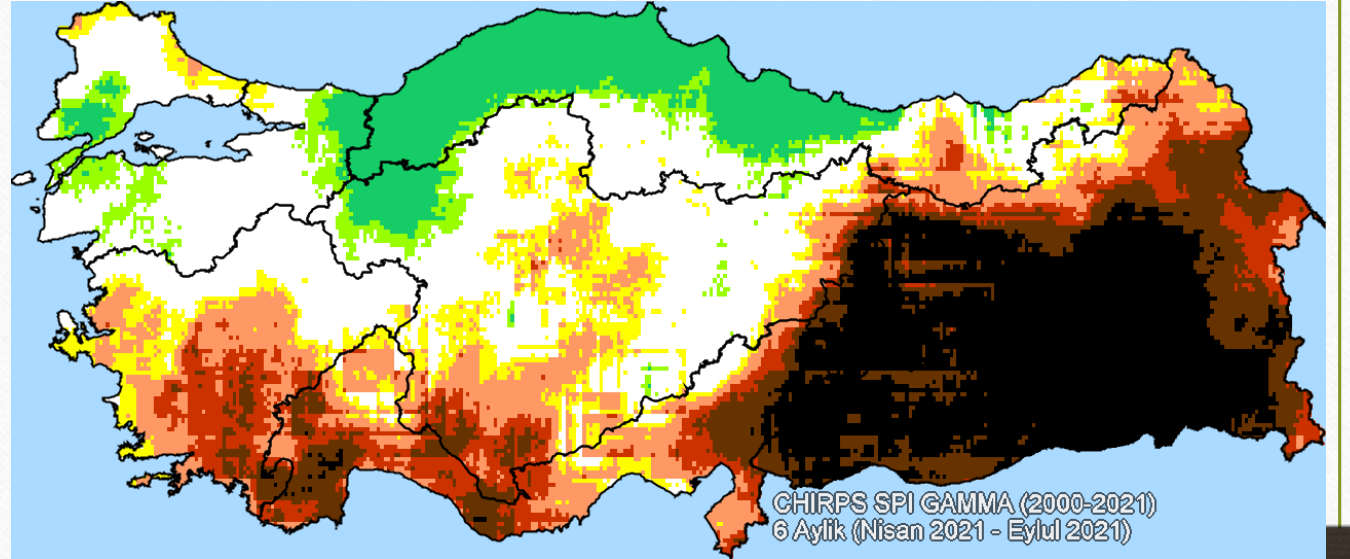 CHIRPS SPI GAMMA (2000-2021)
6 Aylik (Nisan 2021 - Eylul 2021)